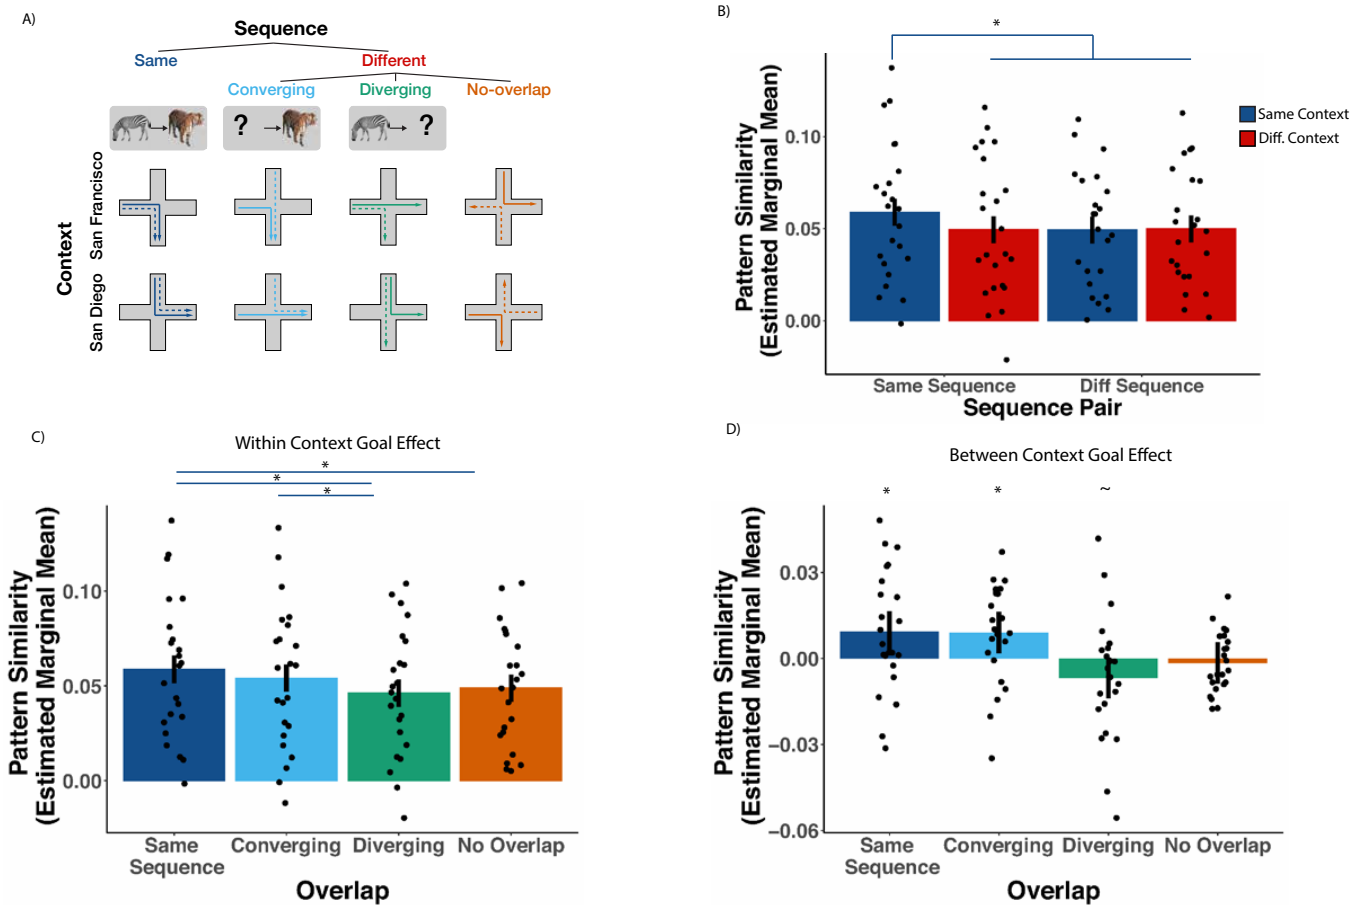 A)
Sequence
Same
Different
Converging
Diverging
No-overlap
?
?
Context
San Francisco
San Diego
B)
*
Pattern Similarity
(Estimated Marginal Mean)
0.10
0.05
0.00
Same Context
Diff. Context
Same Sequence
Diff Sequence
Sequence Pair
C)
Within Context Goal Effect
*
*
*
Pattern Similarity
(Estimated Marginal Mean)
0.10
0.05
0.00
Same
Sequence
Converging
Diverging
No Overlap
Overlap
D)
Between Context Goal Effect
*
*
~
Pattern Similarity
(Estimated Marginal Mean)
0.03
0.00
−0.03
−0.06
Same
Sequence
Converging
Diverging
No Overlap
Overlap